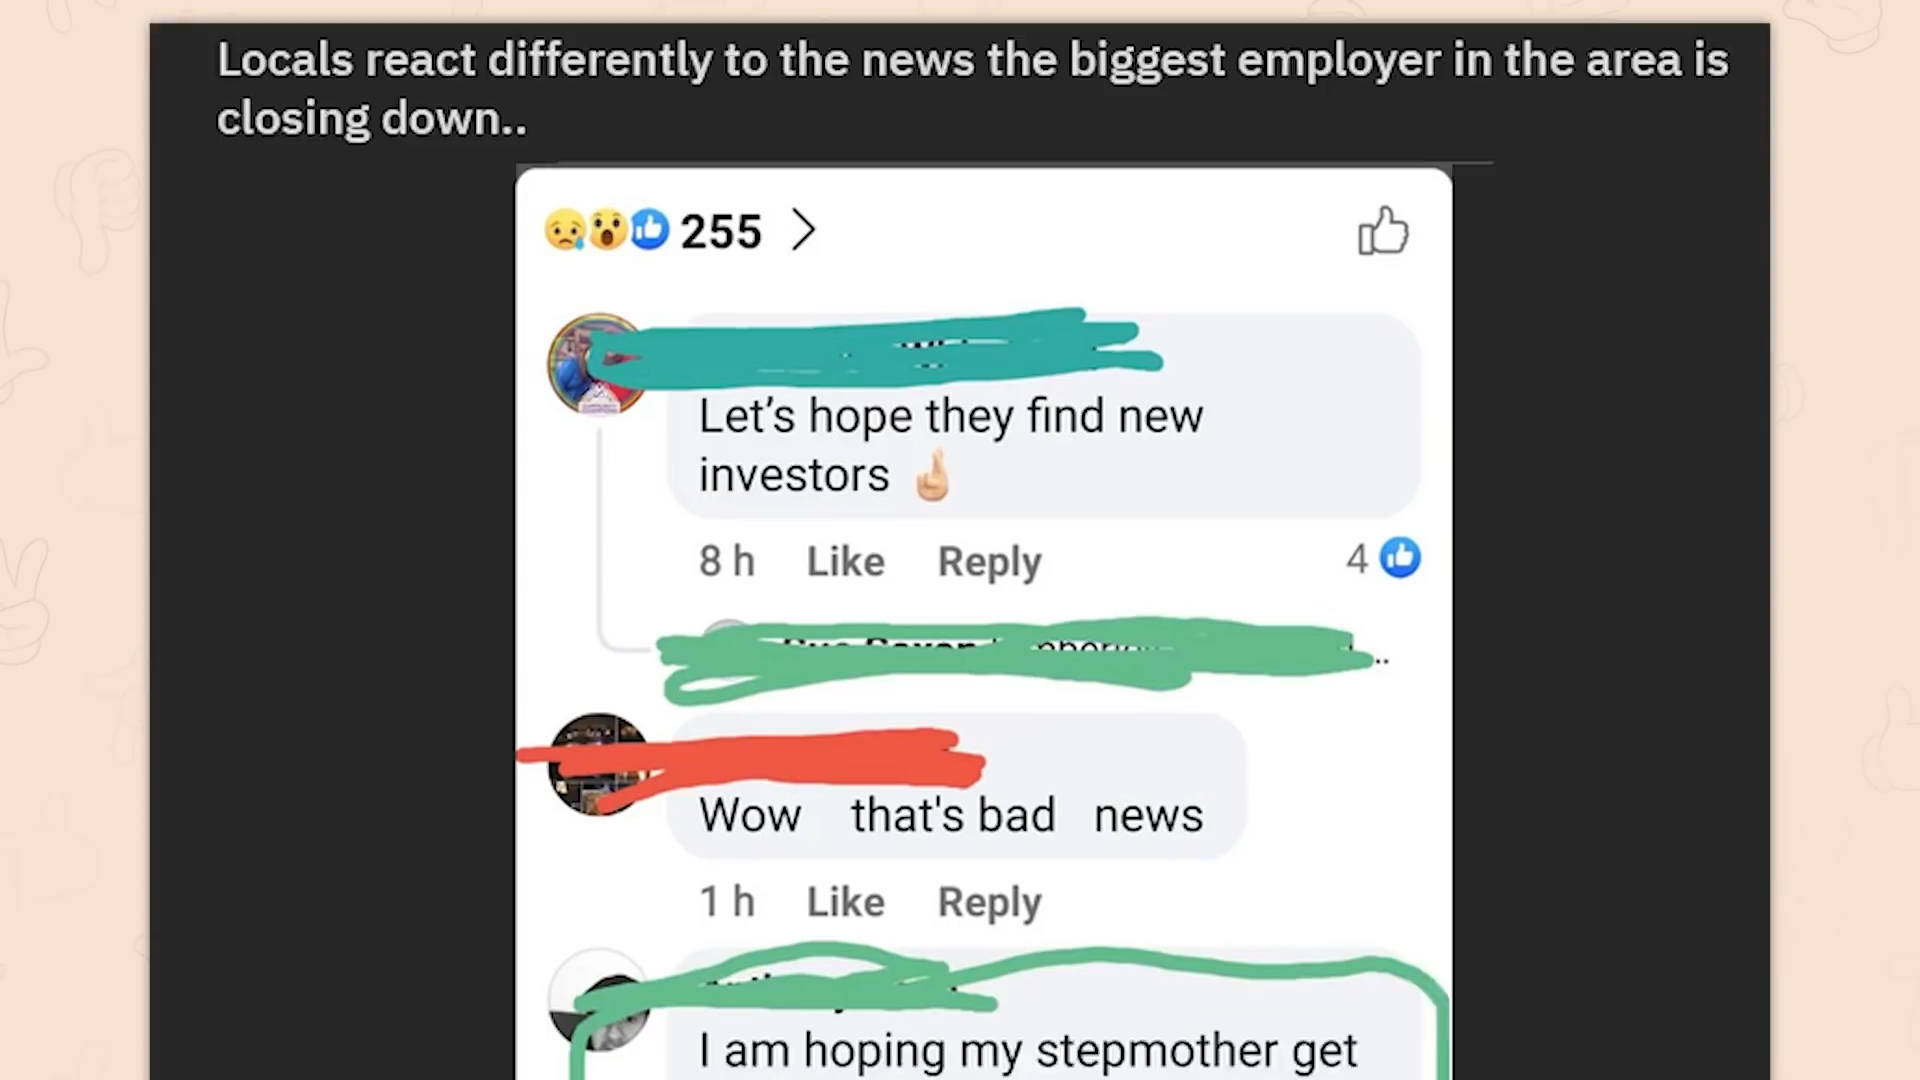 Locals react differently to the news the biggest employer in the area is
closing down..
255
Let's hope they find new
investors
8 h Like Reply 4
Wow that's bad news
1 h Like Reply
I am hoping my stepmother get